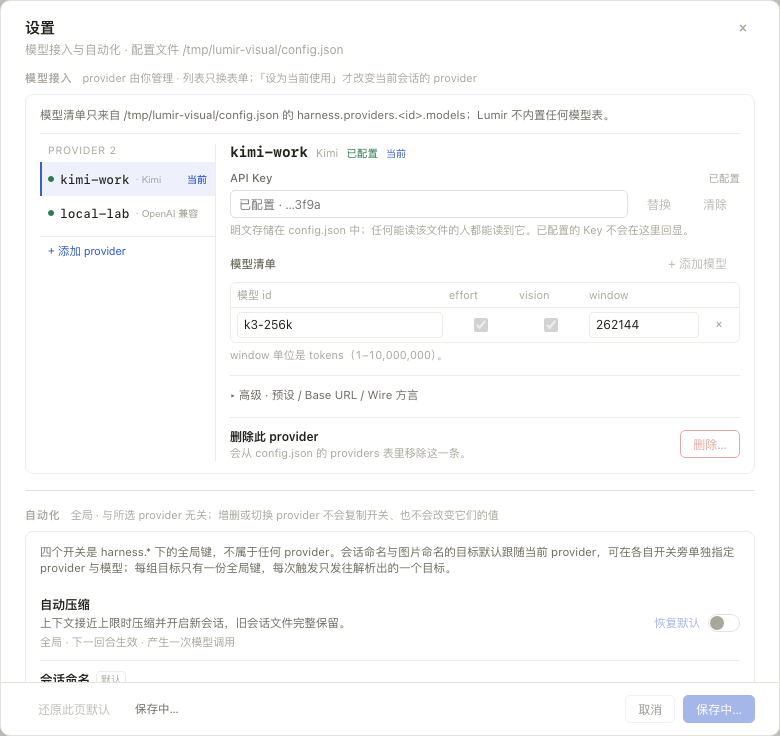 设置
×
模型接入与自动化 · 配置文件 /tmp/lumir-visual/config.json
模型接入 provider 由你管理 · 列表只换表单；「设为当前使用」才改变当前会话的 provider
模型清单只来自 /tmp/lumir-visual/config.json 的 harness.providers.<id>.models；Lumir 不内置任何模型表。
PROVIDER 2
kimi-work · Kimi 当前
local-lab · OpenAI 兼容
+ 添加 provider
kimi-work Kimi 已配置 当前
API Key 已配置
已配置 · …3f9a 替换 清除
明文存储在 config.json 中；任何能读该文件的人都能读到它。已配置的 Key 不会在这里回显。
模型清单 + 添加模型
模型 id effort vision window
k3-256k 262144 ×
window 单位是 tokens（1–10,000,000）。
▸ 高级 · 预设 / Base URL / Wire 方言
删除此 provider
会从 config.json 的 providers 表里移除这一条。
删除…
自动化 全局 · 与所选 provider 无关；增删或切换 provider 不会复制开关、也不会改变它们的值
四个开关是 harness.* 下的全局键，不属于任何 provider。会话命名与图片命名的目标默认跟随当前 provider，可在各自开关旁单独指定
provider 与模型；每组目标只有一份全局键，每次触发只发往解析出的一个目标。
自动压缩
上下文接近上限时压缩并开启新会话，旧会话文件完整保留。
恢复默认
全局 · 下一回合生效 · 产生一次模型调用
会话命名 默认
还原此页默认 保存中… 取消 保存中…